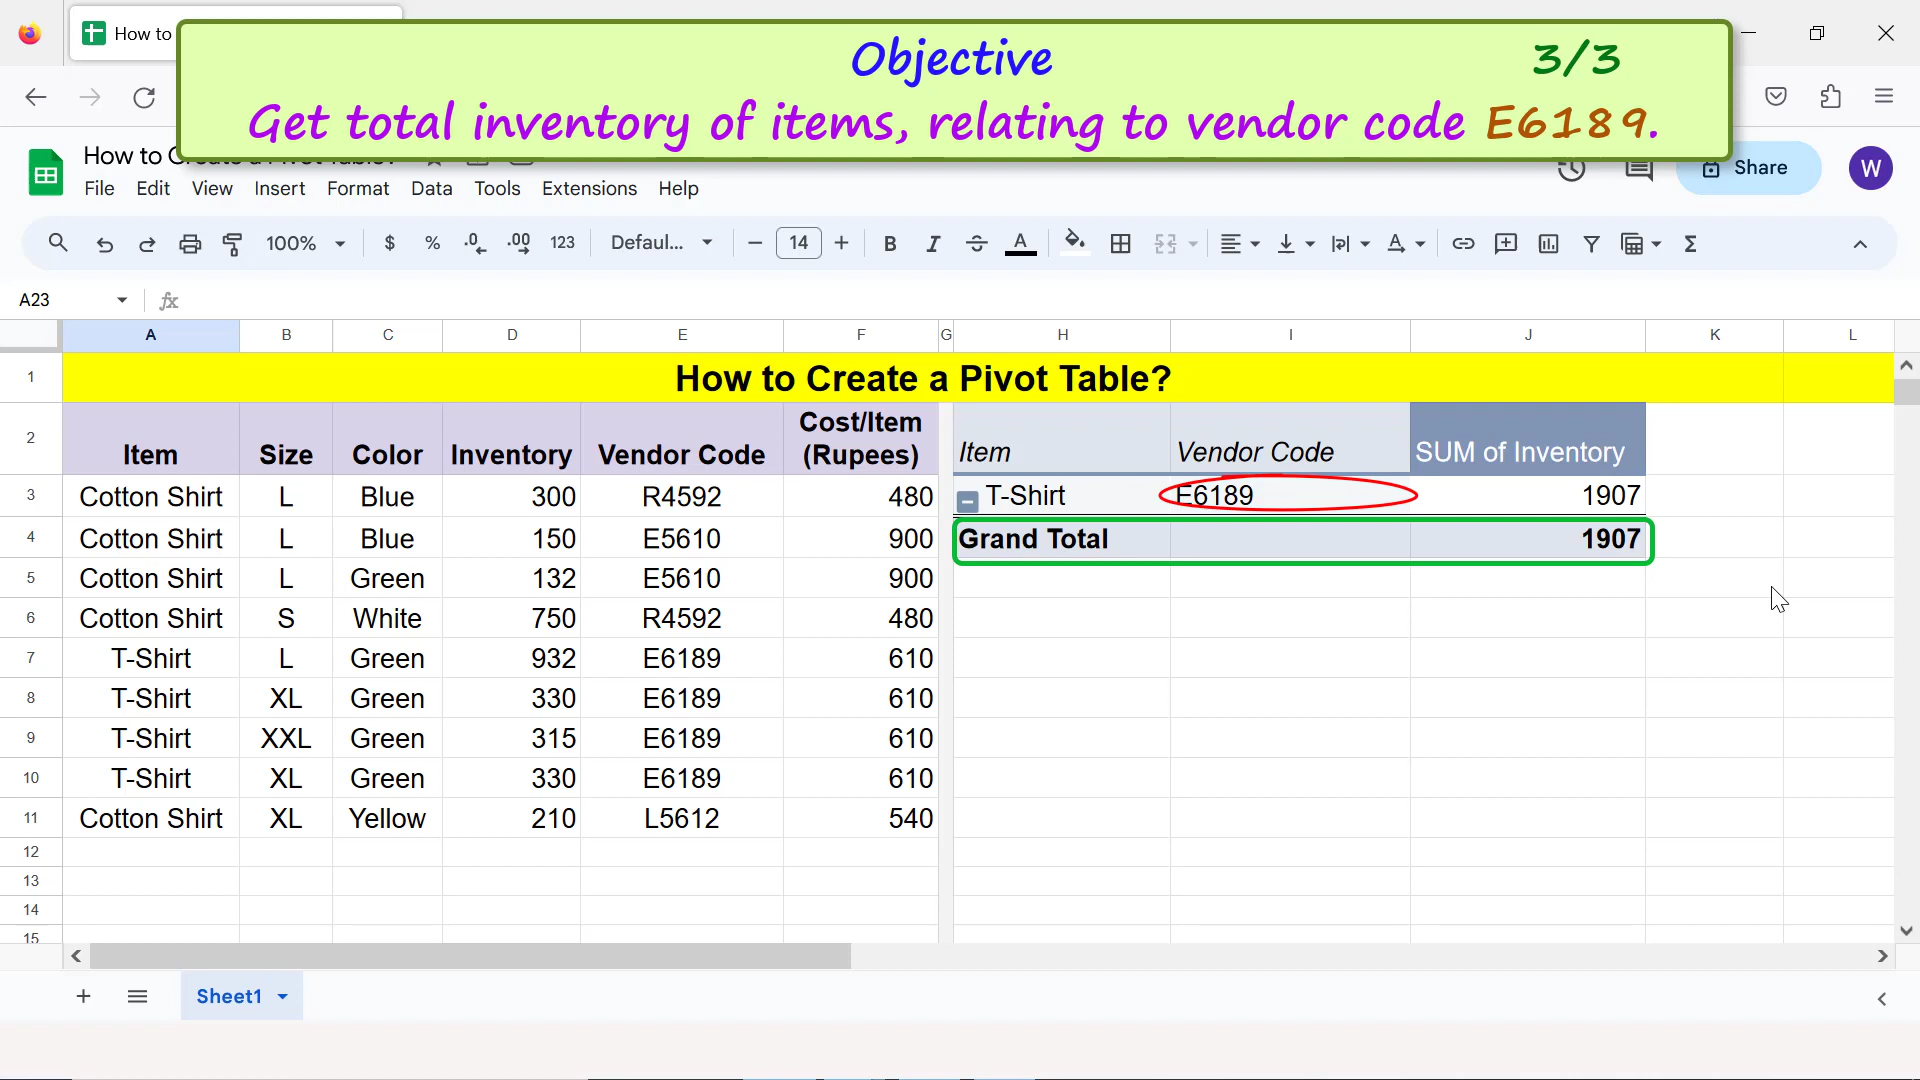 How to
Objective 3/3
Get total inventory of items, relating to vendor code E6189.
How to Create a Pivot Table?
Share
W
File Edit View Insert Format Data Tools Extensions Help
100% $ % .0 .00 123 Defaul... 14 B I S A Σ
A23 fx
A B C D E F G H I J K L
1 How to Create a Pivot Table?
2 Item Size Color Inventory Vendor Code Cost/Item (Rupees) Item Vendor Code SUM of Inventory
3 Cotton Shirt L Blue 300 R4592 480 T-Shirt E6189 1907
4 Cotton Shirt L Blue 150 E5610 900 Grand Total 1907
5 Cotton Shirt L Green 132 E5610 900
6 Cotton Shirt S White 750 R4592 480
7 T-Shirt L Green 932 E6189 610
8 T-Shirt XL Green 330 E6189 610
9 T-Shirt XXL Green 315 E6189 610
10 T-Shirt XL Green 330 E6189 610
11 Cotton Shirt XL Yellow 210 L5612 540
12
13
14
15
Sheet1